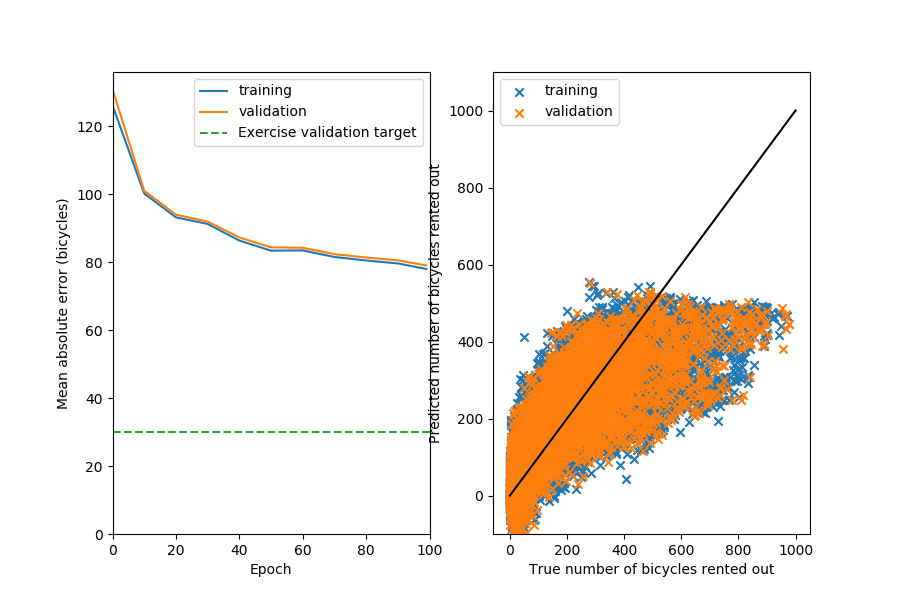 training
validation
Exercise validation target
120
100
80
60
40
20
0
Mean absolute error (bicycles)
0 20 40 60 80 100
Epoch
training
validation
1000
800
600
400
200
0
Predicted number of bicycles rented out
0 200 400 600 800 1000
True number of bicycles rented out